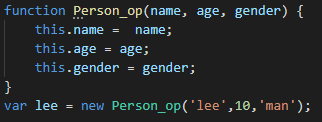 function Person_op(name, age, gender) {
    this.name =  name;
    this.age = age;
    this.gender = gender;
}
var lee = new Person_op('lee',10,'man');